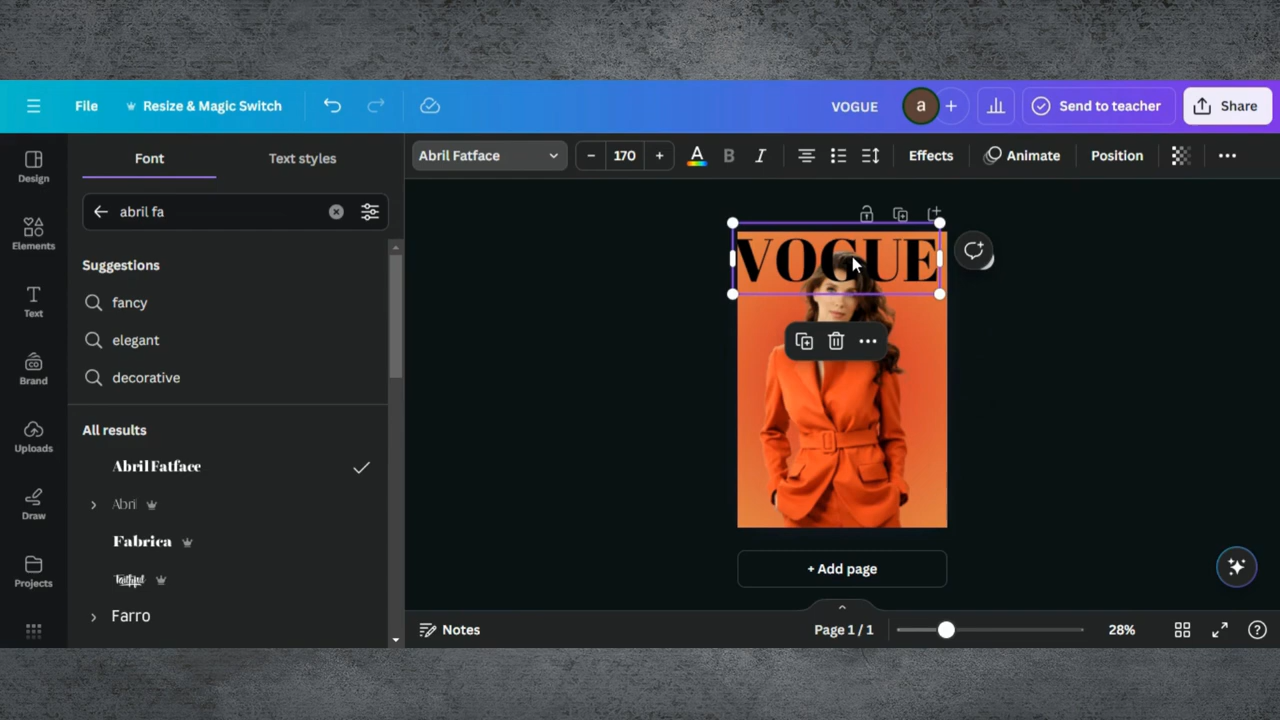 File
Resize & Magic Switch
VOGUE
a
+
Send to teacher
Share
Design
Elements
Text
Brand
Uploads
Draw
Projects
Font
Text styles
abril fa
Suggestions
fancy
elegant
decorative
All results
Abril Fatface
Abril
Fabrica
Faithful
Farro
Abril Fatface
− 170 +
A B I
Effects
Animate
Position
VOGUE
+ Add page
Notes
Page 1 / 1
28%